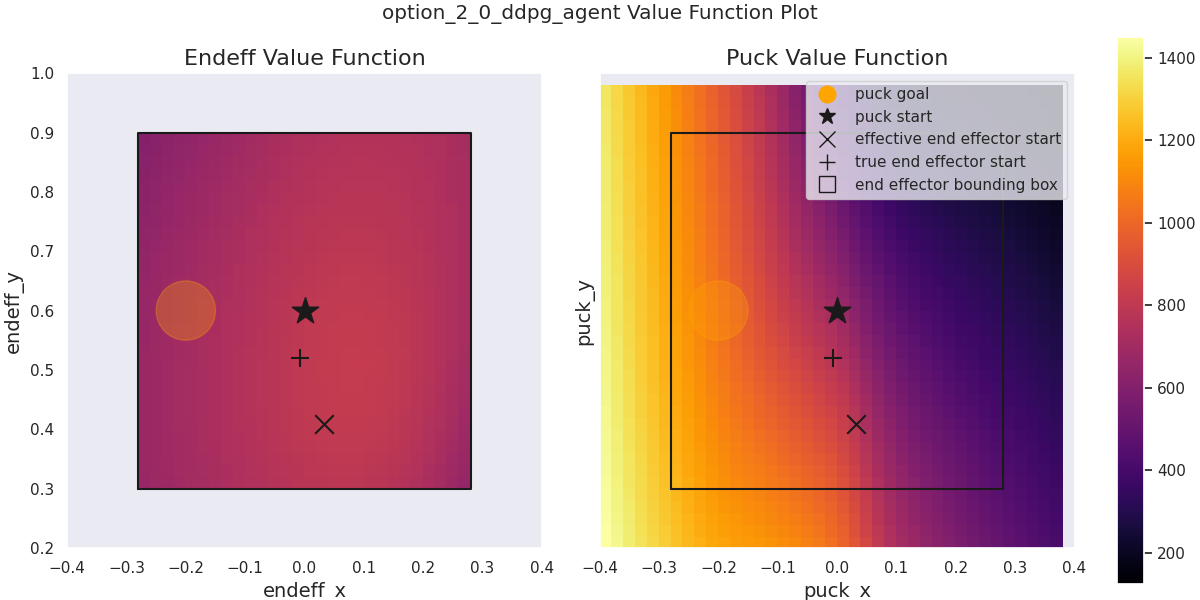 option_2_0_ddpg_agent Value Function Plot
Endeff Value Function
1.0
0.9
0.8
0.7
0.6
0.5
0.4
0.3
0.2
endeff_y
−0.4 −0.3 −0.2 −0.1 0.0 0.1 0.2 0.3 0.4
endeff_x
Puck Value Function
puck goal
puck start
effective end effector start
true end effector start
end effector bounding box
puck_y
−0.4 −0.3 −0.2 −0.1 0.0 0.1 0.2 0.3 0.4
puck_x
1400
1200
1000
800
600
400
200